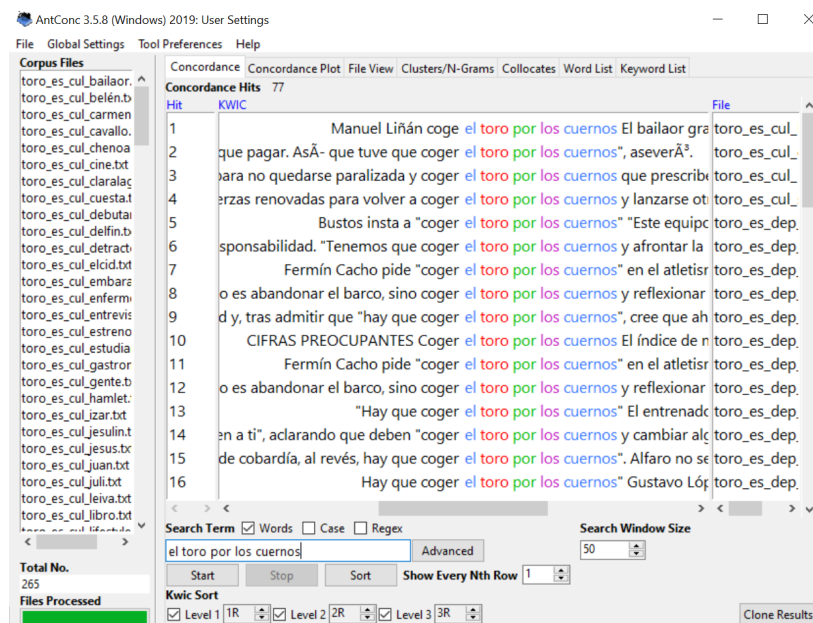 AntConc 3.5.8 (Windows) 2019: User Settings
File Global Settings Tool Preferences Help
Corpus Files
toro_es_cul_bailaor.
toro_es_cul_belén.tx
toro_es_cul_carmen
toro_es_cul_cavallo.
toro_es_cul_chenoa
toro_es_cul_cine.txt
toro_es_cul_claralag
toro_es_cul_cuesta.t
toro_es_cul_debutar
toro_es_cul_delfin.tx
toro_es_cul_detracto
toro_es_cul_elcid.txt
toro_es_cul_embara
toro_es_cul_enferme
toro_es_cul_entrevis
toro_es_cul_estreno
toro_es_cul_estudia
toro_es_cul_gastror
toro_es_cul_gente.tx
toro_es_cul_hamlet.
toro_es_cul_izar.txt
toro_es_cul_jesulin.t
toro_es_cul_jesus.tx
toro_es_cul_juan.txt
toro_es_cul_juli.txt
toro_es_cul_leiva.txt
toro_es_cul_libro.txt
Total No.
265
Files Processed
Concordance Concordance Plot File View Clusters/N-Grams Collocates Word List Keyword List
Concordance Hits 77
Hit KWIC File
1 Manuel Liñán coge el toro por los cuernos El bailaor gra toro_es_cul_
2 que pagar. AsÃ- que tuve que coger el toro por los cuernos", aseverÃ³. toro_es_cul_
3 para no quedarse paralizada y coger el toro por los cuernos que prescribe toro_es_cul_
4 erzas renovadas para volver a coger el toro por los cuernos y lanzarse ot toro_es_cul_
5 Bustos insta a "coger el toro por los cuernos" "Este equipo toro_es_dep_
6 sponsabilidad. "Tenemos que coger el toro por los cuernos y afrontar la toro_es_dep_
7 Fermín Cacho pide "coger el toro por los cuernos" en el atletisr toro_es_dep_
8 o es abandonar el barco, sino coger el toro por los cuernos y reflexionar toro_es_dep_
9 d y, tras admitir que "hay que coger el toro por los cuernos", cree que ah toro_es_dep_
10 CIFRAS PREOCUPANTES Coger el toro por los cuernos El índice de n toro_es_dep_
11 Fermín Cacho pide "coger el toro por los cuernos" en el atletisr toro_es_dep_
12 o es abandonar el barco, sino coger el toro por los cuernos y reflexionar toro_es_dep_
13 "Hay que coger el toro por los cuernos" El entrenado toro_es_dep_
14 en a ti", aclarando que deben "coger el toro por los cuernos y cambiar alg toro_es_dep_
15 de cobardía, al revés, hay que coger el toro por los cuernos". Alfaro no se toro_es_dep_
16 Hay que coger el toro por los cuernos" Gustavo Lóp toro_es_dep_
Search Term Words Case Regex Search Window Size
el toro por los cuernos Advanced 50
Start Stop Sort Show Every Nth Row 1
Kwic Sort
Level 1 1R Level 2 2R Level 3 3R Clone Results